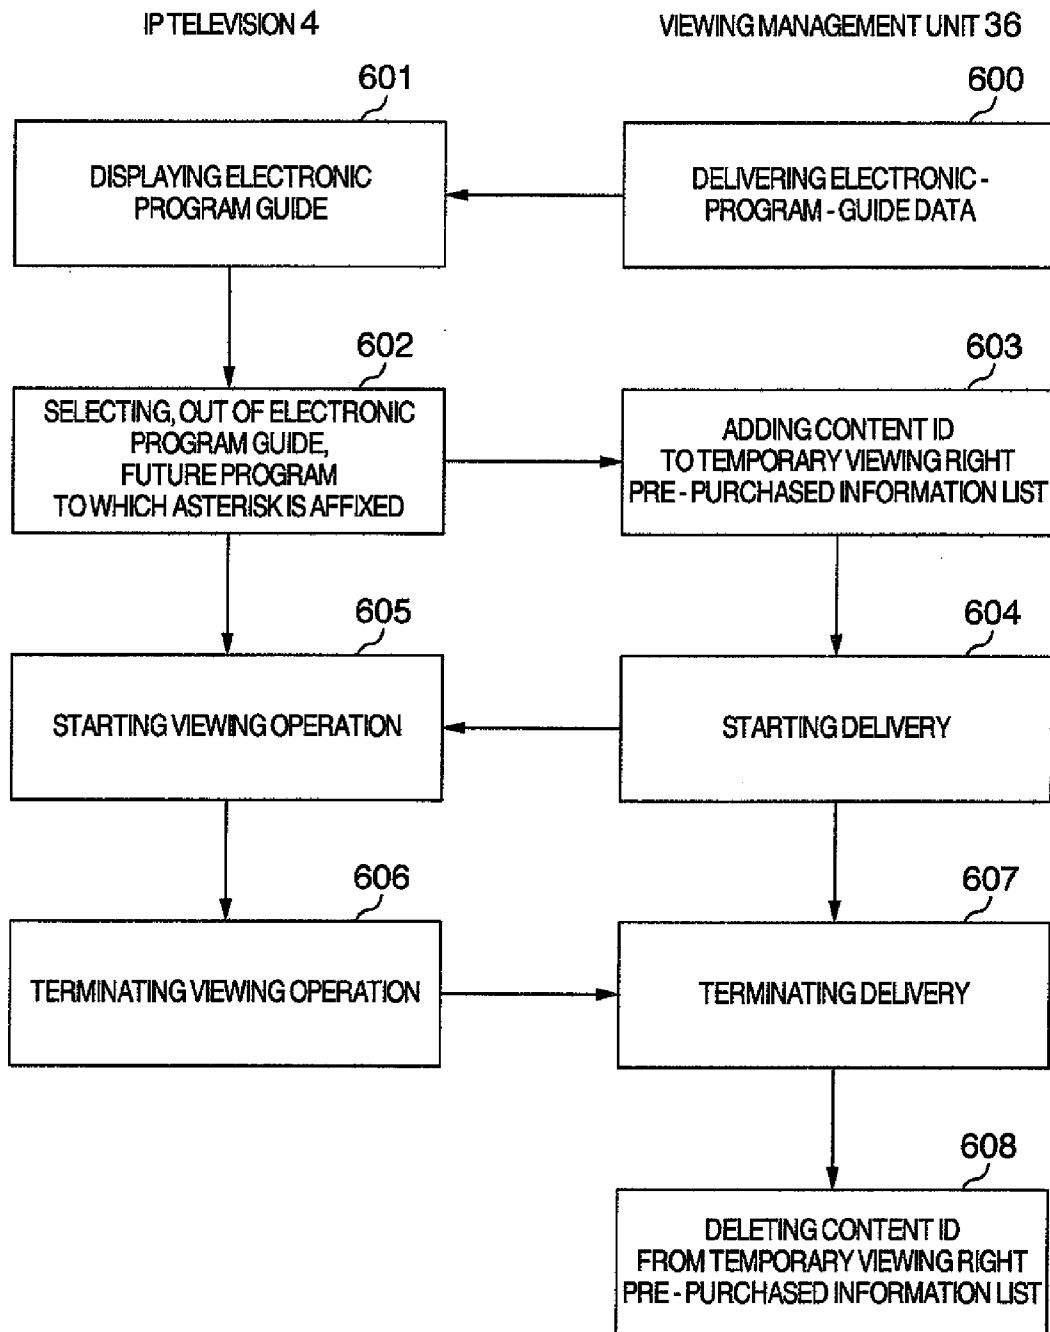 IP TELEVISION 4
VIEWING MANAGEMENT UNIT 36
601
600
DISPLAYING ELECTRONIC
PROGRAM GUIDE
DELIVERING ELECTRONIC -
PROGRAM - GUIDE DATA
602
603
SELECTING, OUT OF ELECTRONIC
PROGRAM GUIDE,
FUTURE PROGRAM
TO WHICH ASTERISK IS AFFIXED
ADDING CONTENT ID
TO TEMPORARY VIEWING RIGHT
PRE - PURCHASED INFORMATION LIST
605
604
STARTING VIEWING OPERATION
STARTING DELIVERY
606
607
TERMINATING VIEWING OPERATION
TERMINATING DELIVERY
608
DELETING CONTENT ID
FROM TEMPORARY VIEWING RIGHT
PRE - PURCHASED INFORMATION LIST